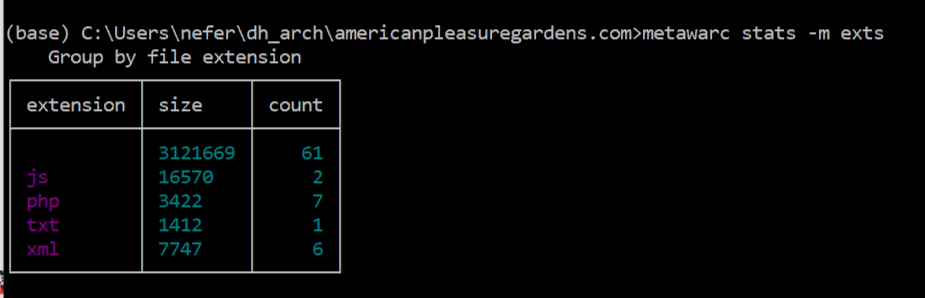 (base) C:\Users\nefer\dh_arch\americanpleasuregardens.com>metawarc stats -m exts
Group by file extension
extension size count
3121669 61
js 16570 2
php 3422 7
txt 1412 1
xml 7747 6